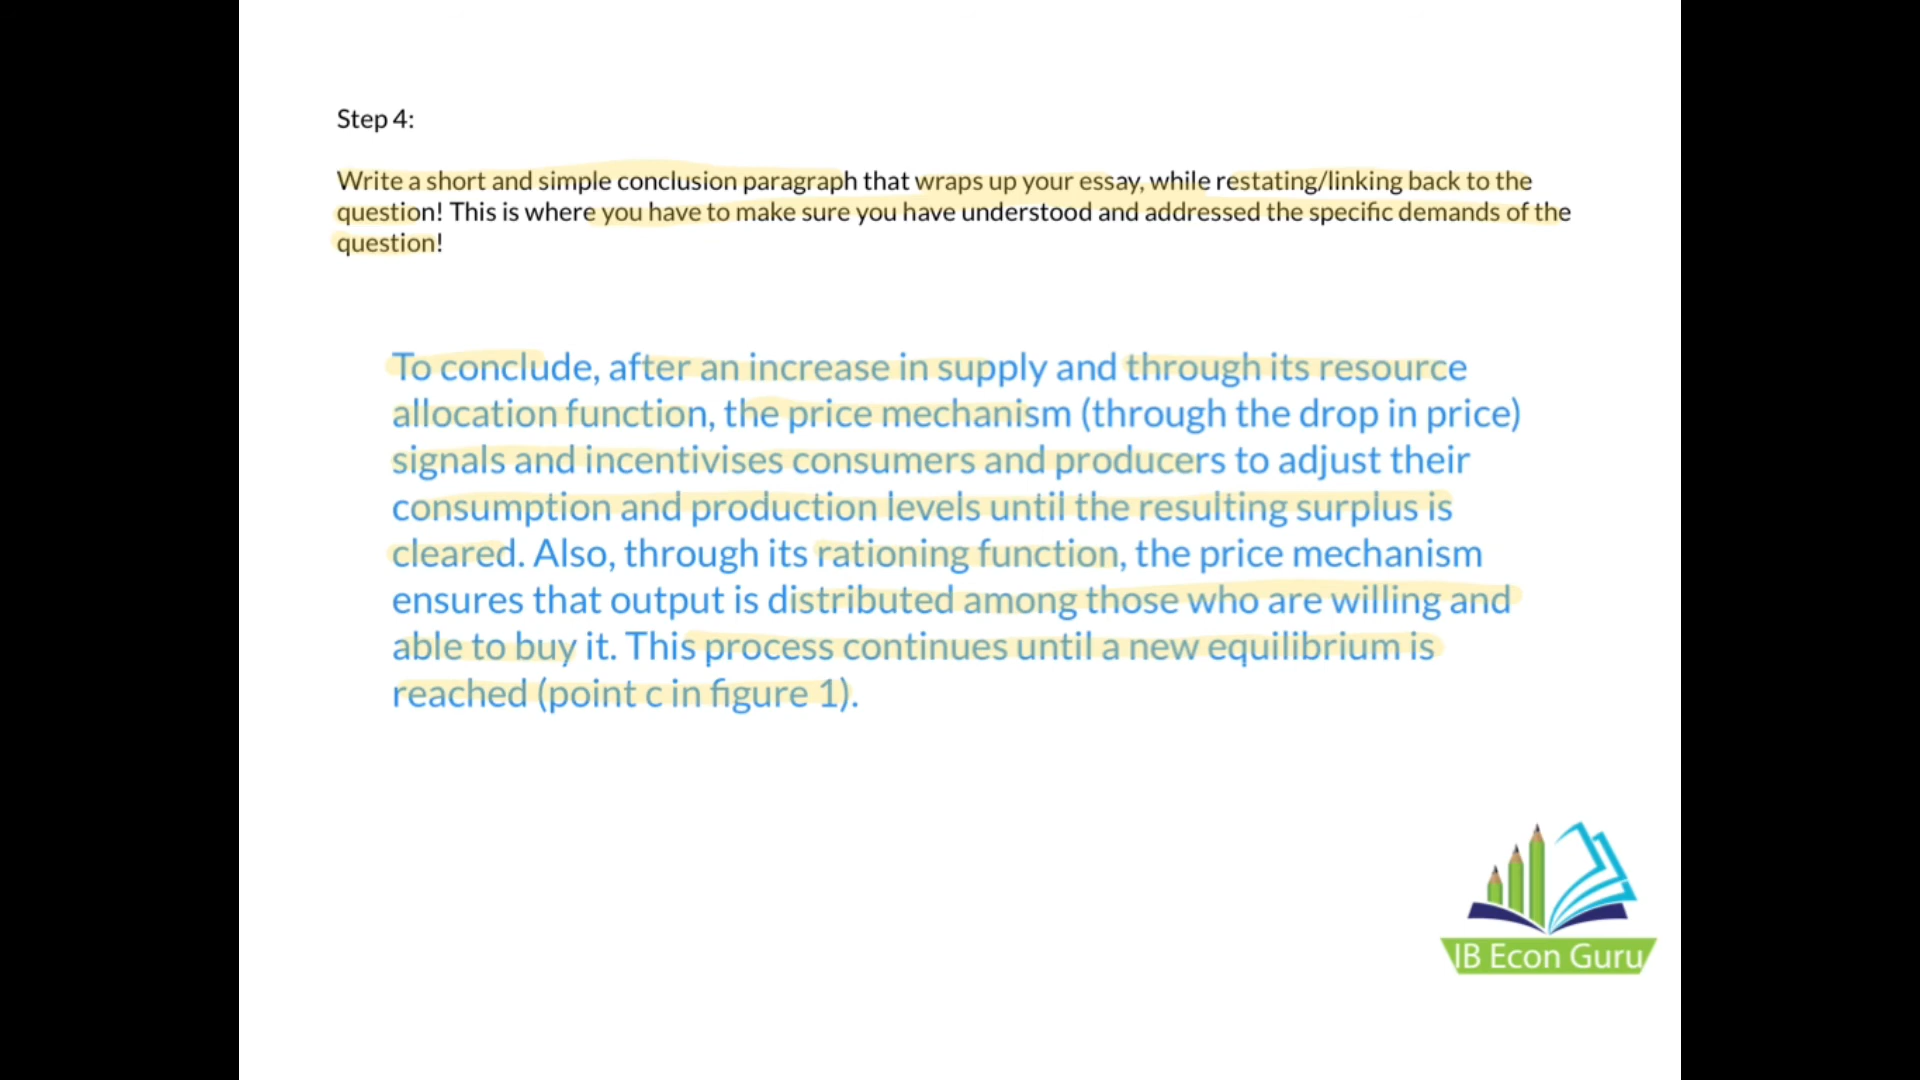 Step 4:
Write a short and simple conclusion paragraph that wraps up your essay, while restating/linking back to the
question! This is where you have to make sure you have understood and addressed the specific demands of the
question!
To conclude, after an increase in supply and through its resource
allocation function, the price mechanism (through the drop in price)
signals and incentivises consumers and producers to adjust their
consumption and production levels until the resulting surplus is
cleared. Also, through its rationing function, the price mechanism
ensures that output is distributed among those who are willing and
able to buy it. This process continues until a new equilibrium is
reached (point c in figure 1).
IB Econ Guru